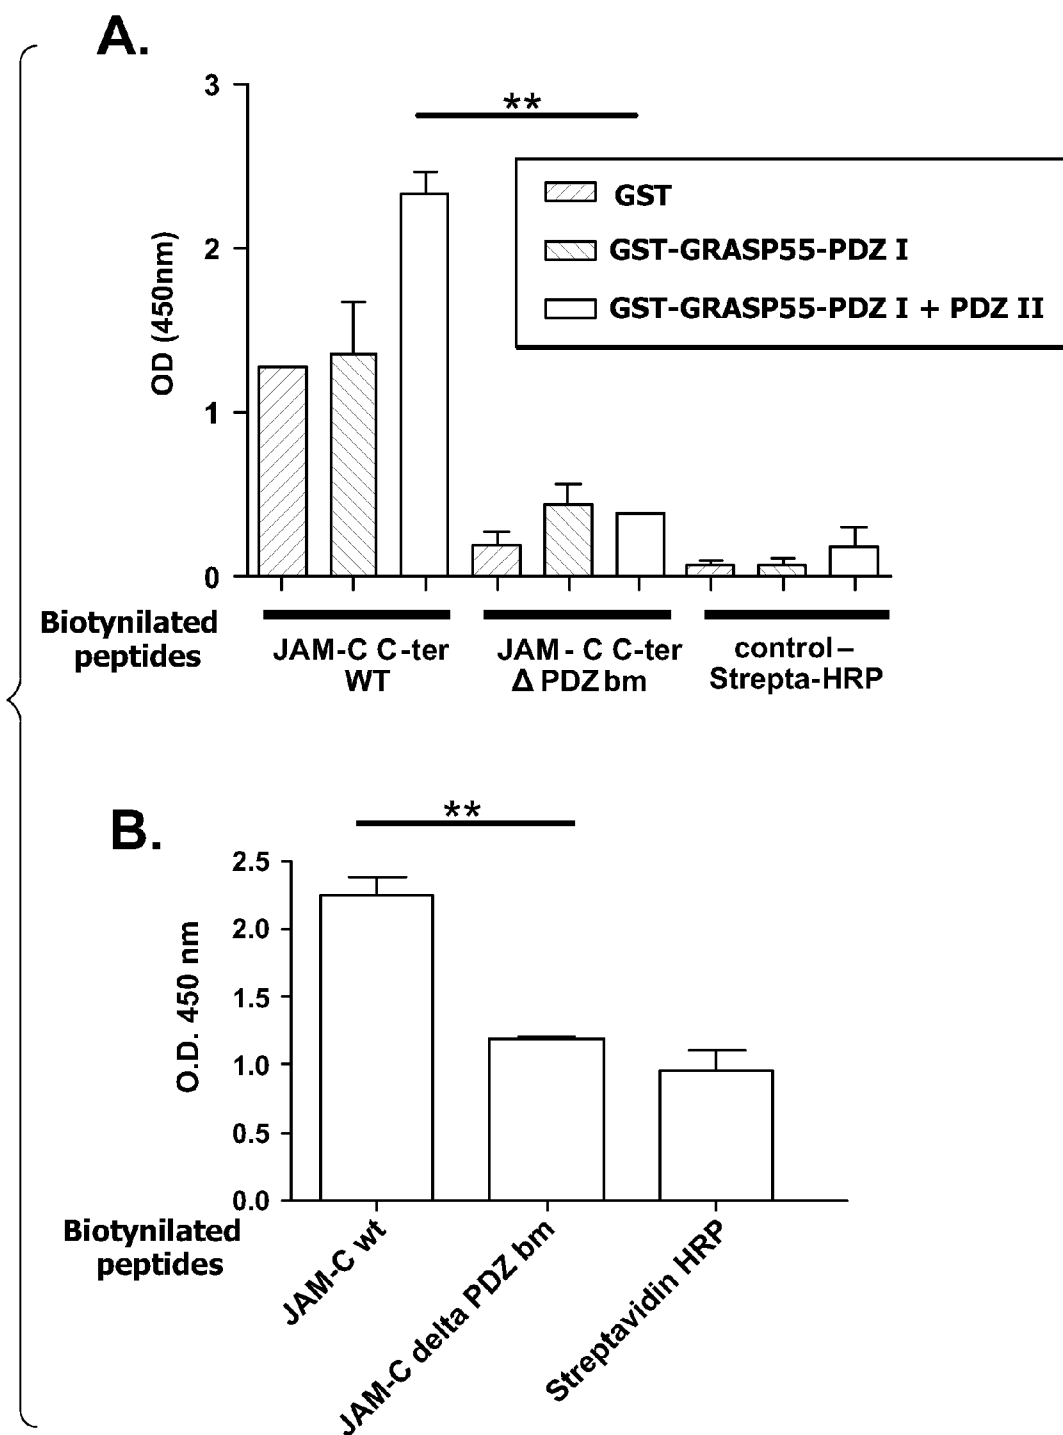 A.
3
2
1
0
OD (450nm)
**
GST
GST-GRASP55-PDZ I
GST-GRASP55-PDZ I + PDZ II
Biotynilated
peptides
JAM-C C-ter
WT
JAM - C C-ter
Δ PDZ bm
control –
Strepta-HRP
B.
**
2.5
2.0
1.5
1.0
0.5
0.0
O.D. 450 nm
Biotynilated
peptides
JAM-C wt
JAM-C delta PDZ bm
Streptavidin HRP